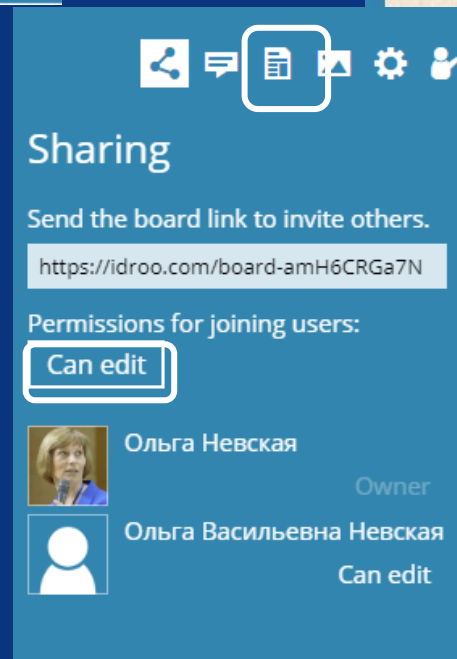 Sharing
Send the board link to invite others.
https://idroo.com/board-amH6CRGa7N
Permissions for joining users:
Can edit
Ольга Невская
Owner
Ольга Васильевна Невская
Can edit